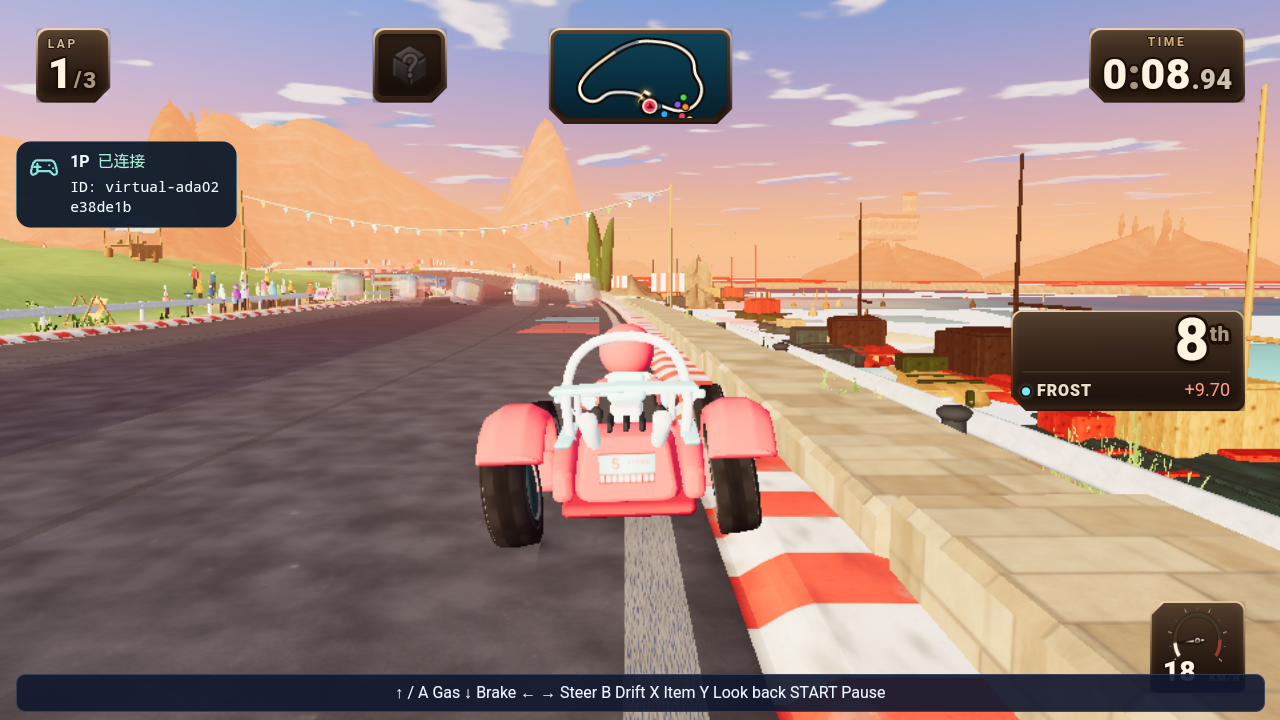 LAP
1/3
TIME
0:08.94
1P 已连接
ID: virtual-ada02
e38de1b
8th
FROST +9.70
5
18
↑ / A Gas ↓ Brake ← → Steer B Drift X Item Y Look back START Pause